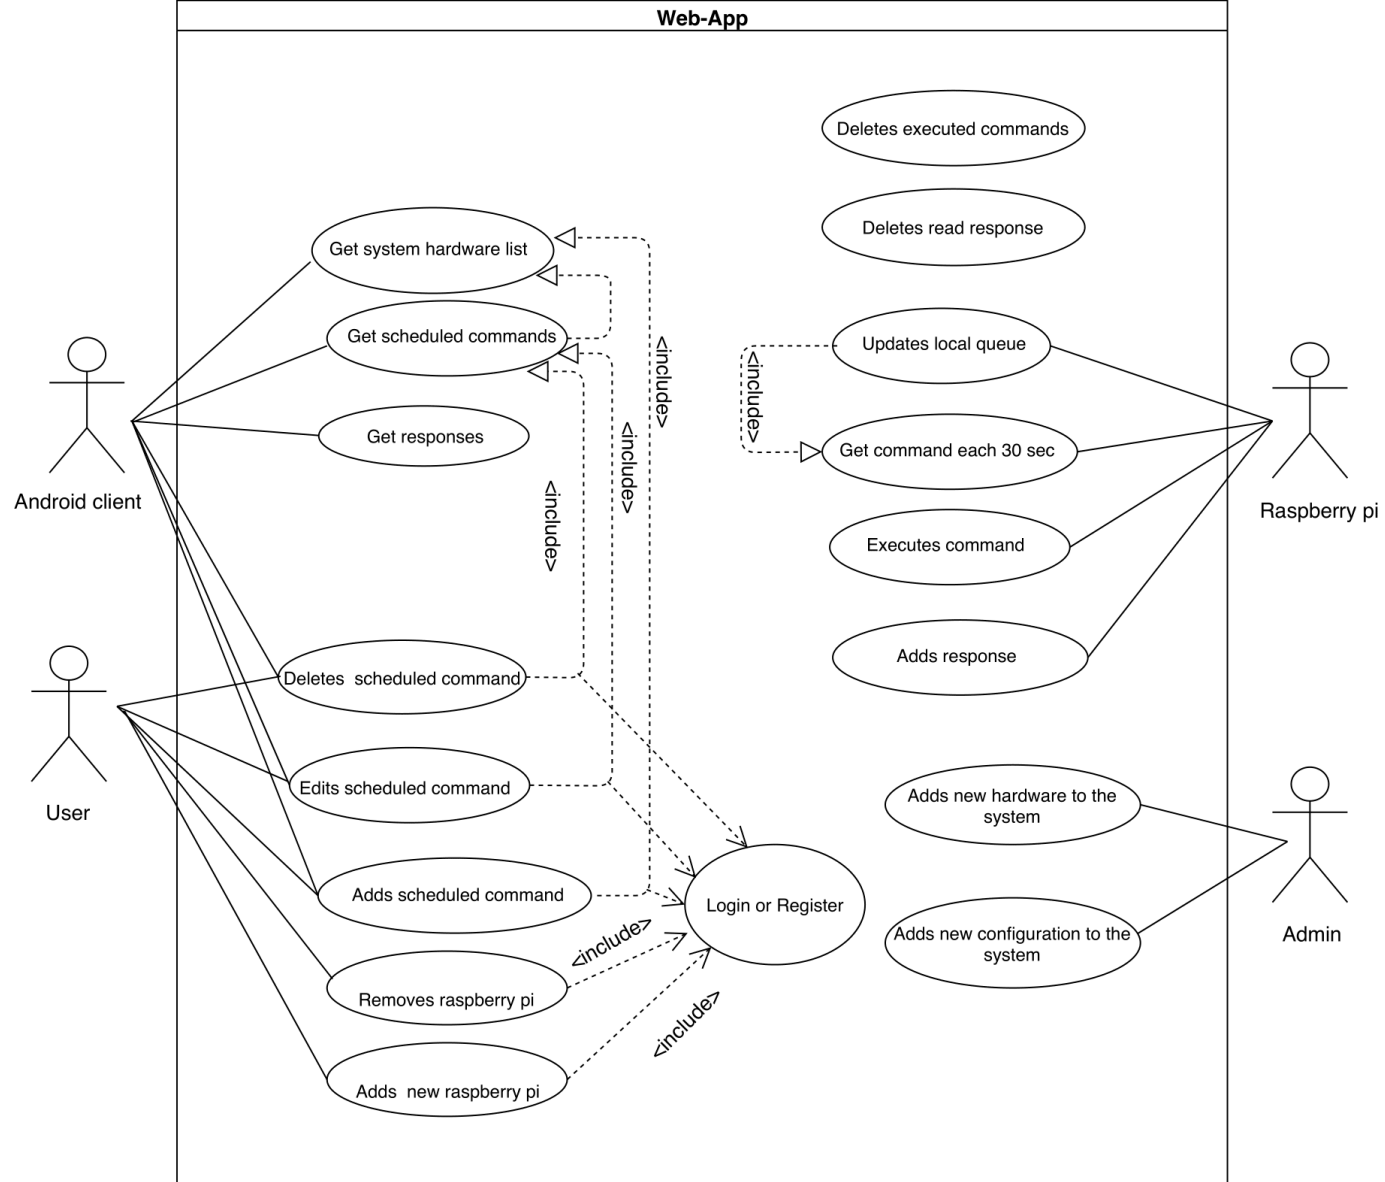 Web-App
Deletes executed commands
Deletes read response
Get system hardware list
Get scheduled commands
Updates local queue
<include>
<include>
Get responses
Get command each 30 sec
<include>
<include>
Android client
Raspberry pi
Executes command
Adds response
Deletes scheduled command
Edits scheduled command
User
Adds new hardware to the
system
Adds scheduled command
Login or Register
<include>
Adds new configuration to the
system
Admin
Removes raspberry pi
<include>
Adds new raspberry pi